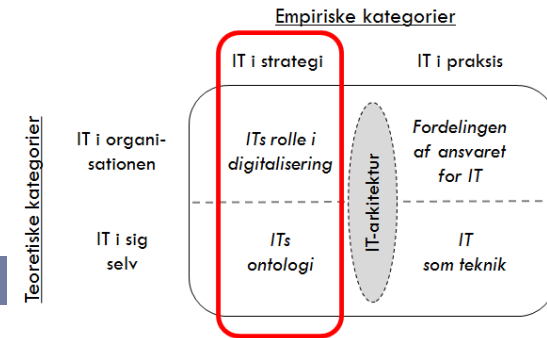 Empiriske kategorier
IT i strategi
IT i praksis
Teoretiske kategorier
IT i organi-
sationen
ITs rolle i
digitalisering
IT-arkitektur
Fordelingen
af ansvaret
for IT
IT i sig
selv
ITs
ontologi
IT
som teknik